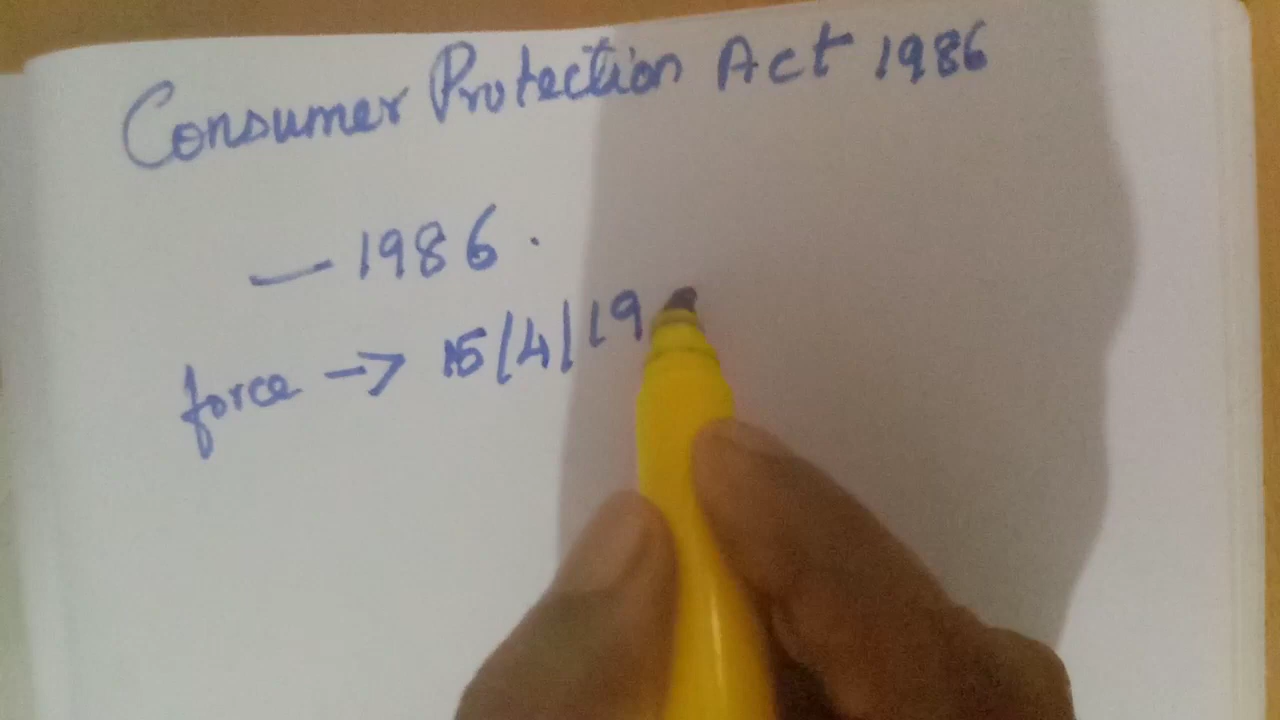 Consumer Protection Act 1986
— 1986.
force → 15/4/19